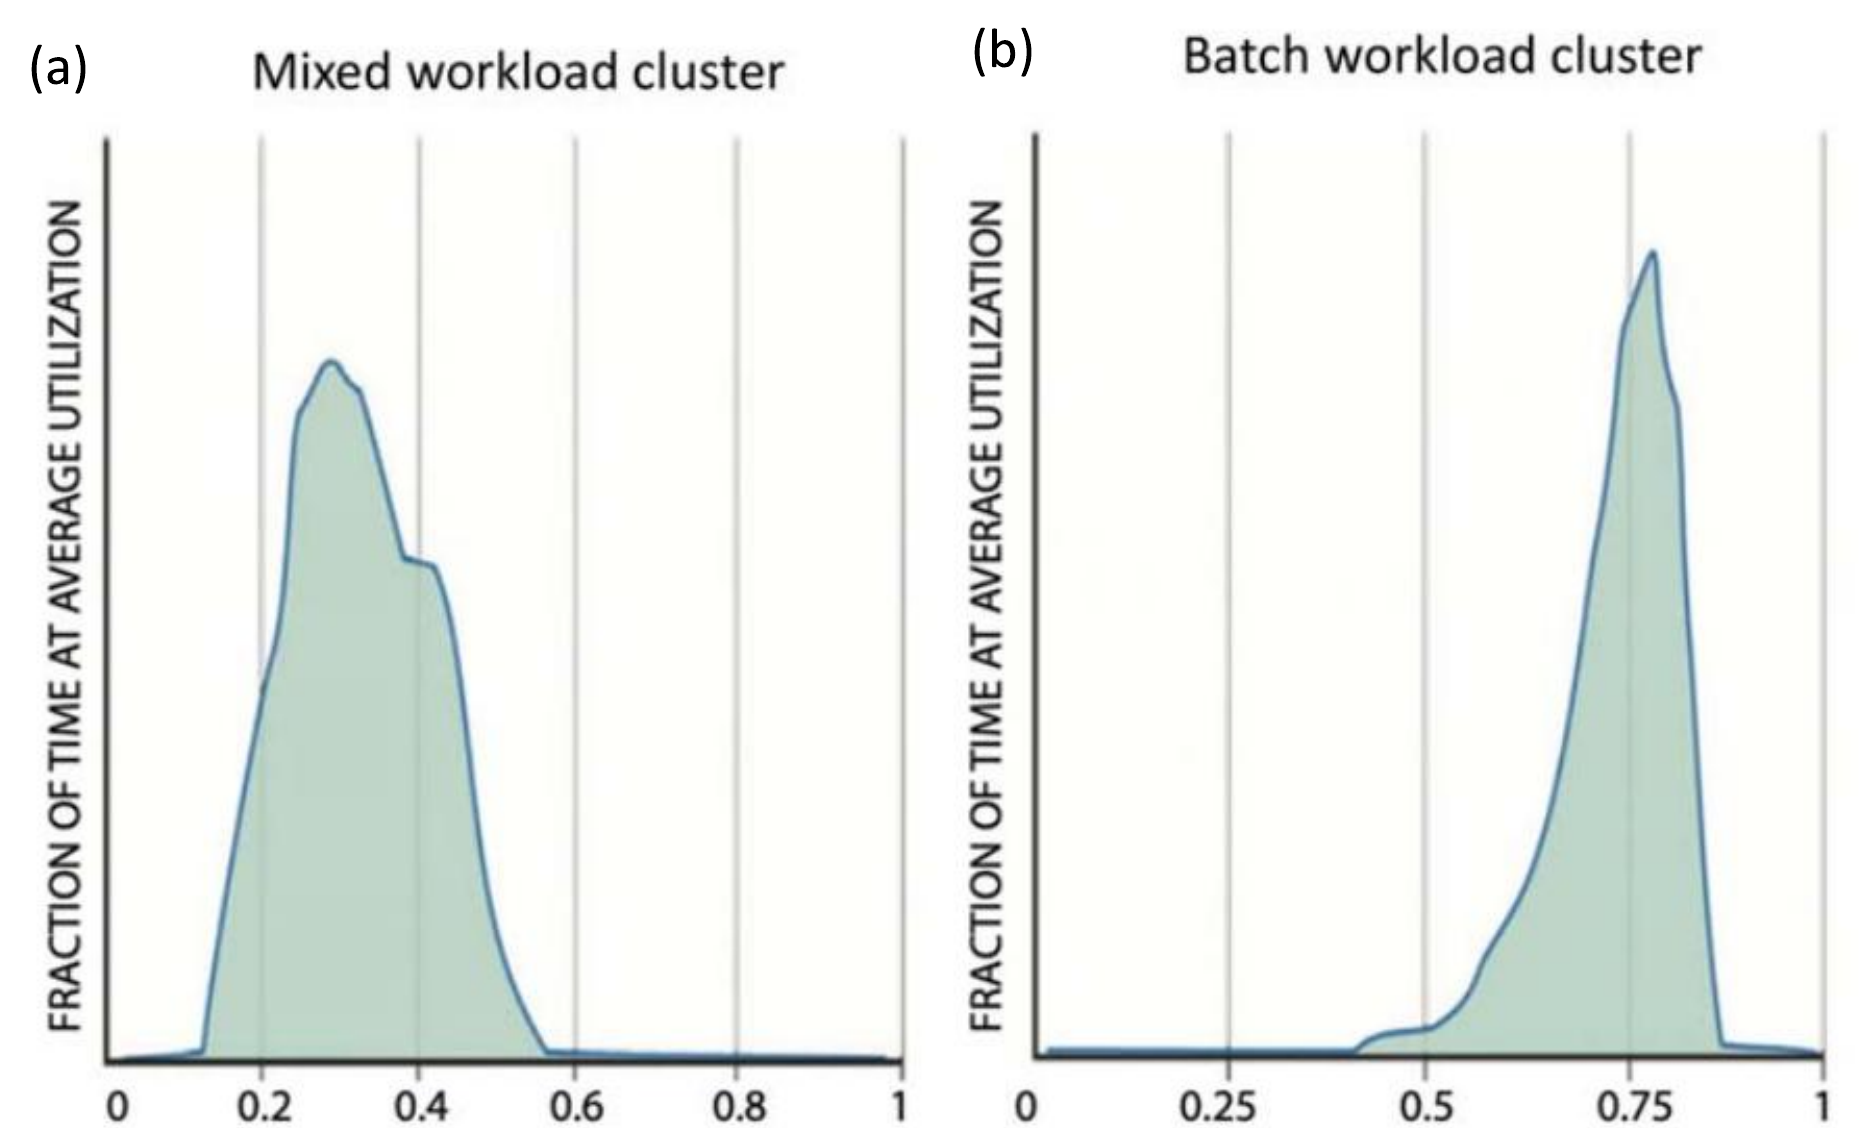 (a)
Mixed workload cluster
FRACTION OF TIME AT AVERAGE UTILIZATION
0 0.2 0.4 0.6 0.8 1
(b)
Batch workload cluster
FRACTION OF TIME AT AVERAGE UTILIZATION
0 0.25 0.5 0.75 1